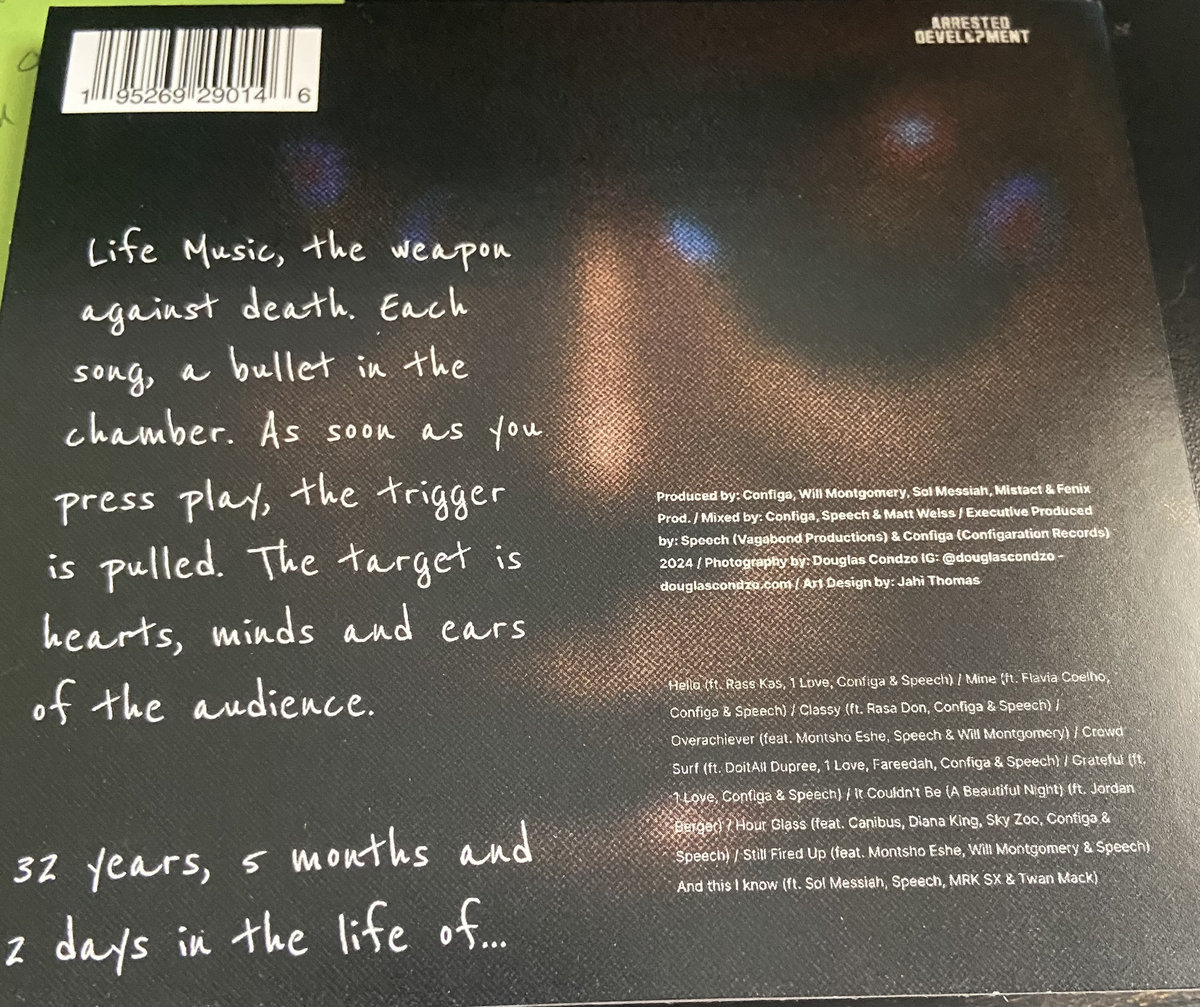 1 95269 29014 6
ARRESTED
DEVELOPMENT
Life Music, the weapon
against death. Each
song, a bullet in the
chamber. As soon as you
press play, the trigger
is pulled. The target is
hearts, minds and ears
of the audience.
32 years, 5 months and
2 days in the life of...
Produced by: Configa, Will Montgomery, Sol Messiah, Mistact & Fenix
Prod. / Mixed by: Configa, Speech & Matt Weiss / Executive Produced
by: Speech (Vagabond Productions) & Configa (Configaration Records)
2024 / Photography by: Douglas Condzo IG: @douglascondzo -
douglascondzo.com / Art Design by: Jahi Thomas
Hello (ft. Rass Kas, 1 Love, Configa & Speech) / Mine (ft. Flavia Coelho,
Configa & Speech) / Classy (ft. Rasa Don, Configa & Speech) /
Overachiever (feat. Montsho Eshe, Speech & Will Montgomery) / Crowd
Surf (ft. DoitAll Dupree, 1 Love, Fareedah, Configa & Speech) / Grateful (ft.
1 Love, Configa & Speech) / It Couldn't Be (A Beautiful Night) (ft. Jordan
Berger) / Hour Glass (feat. Canibus, Diana King, Sky Zoo, Configa &
Speech) / Still Fired Up (feat. Montsho Eshe, Will Montgomery & Speech)
And this I know (ft. Sol Messiah, Speech, MRK SX & Twan Mack)